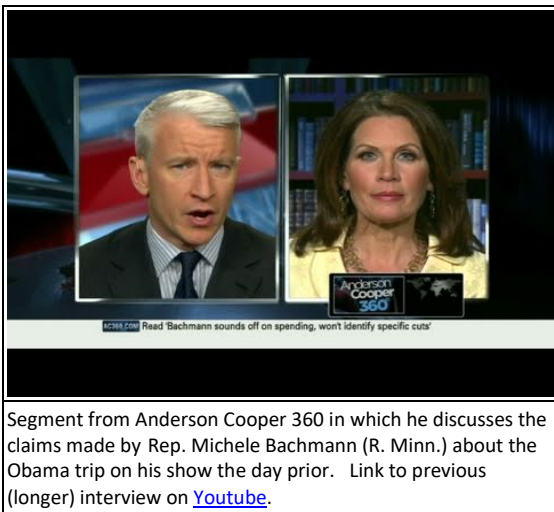 Anderson
Cooper
360°
AC360.COM Read 'Bachmann sounds off on spending, won't identify specific cuts'
Segment from Anderson Cooper 360 in which he discusses the
claims made by Rep. Michele Bachmann (R. Minn.) about the
Obama trip on his show the day prior. Link to previous
(longer) interview on Youtube.